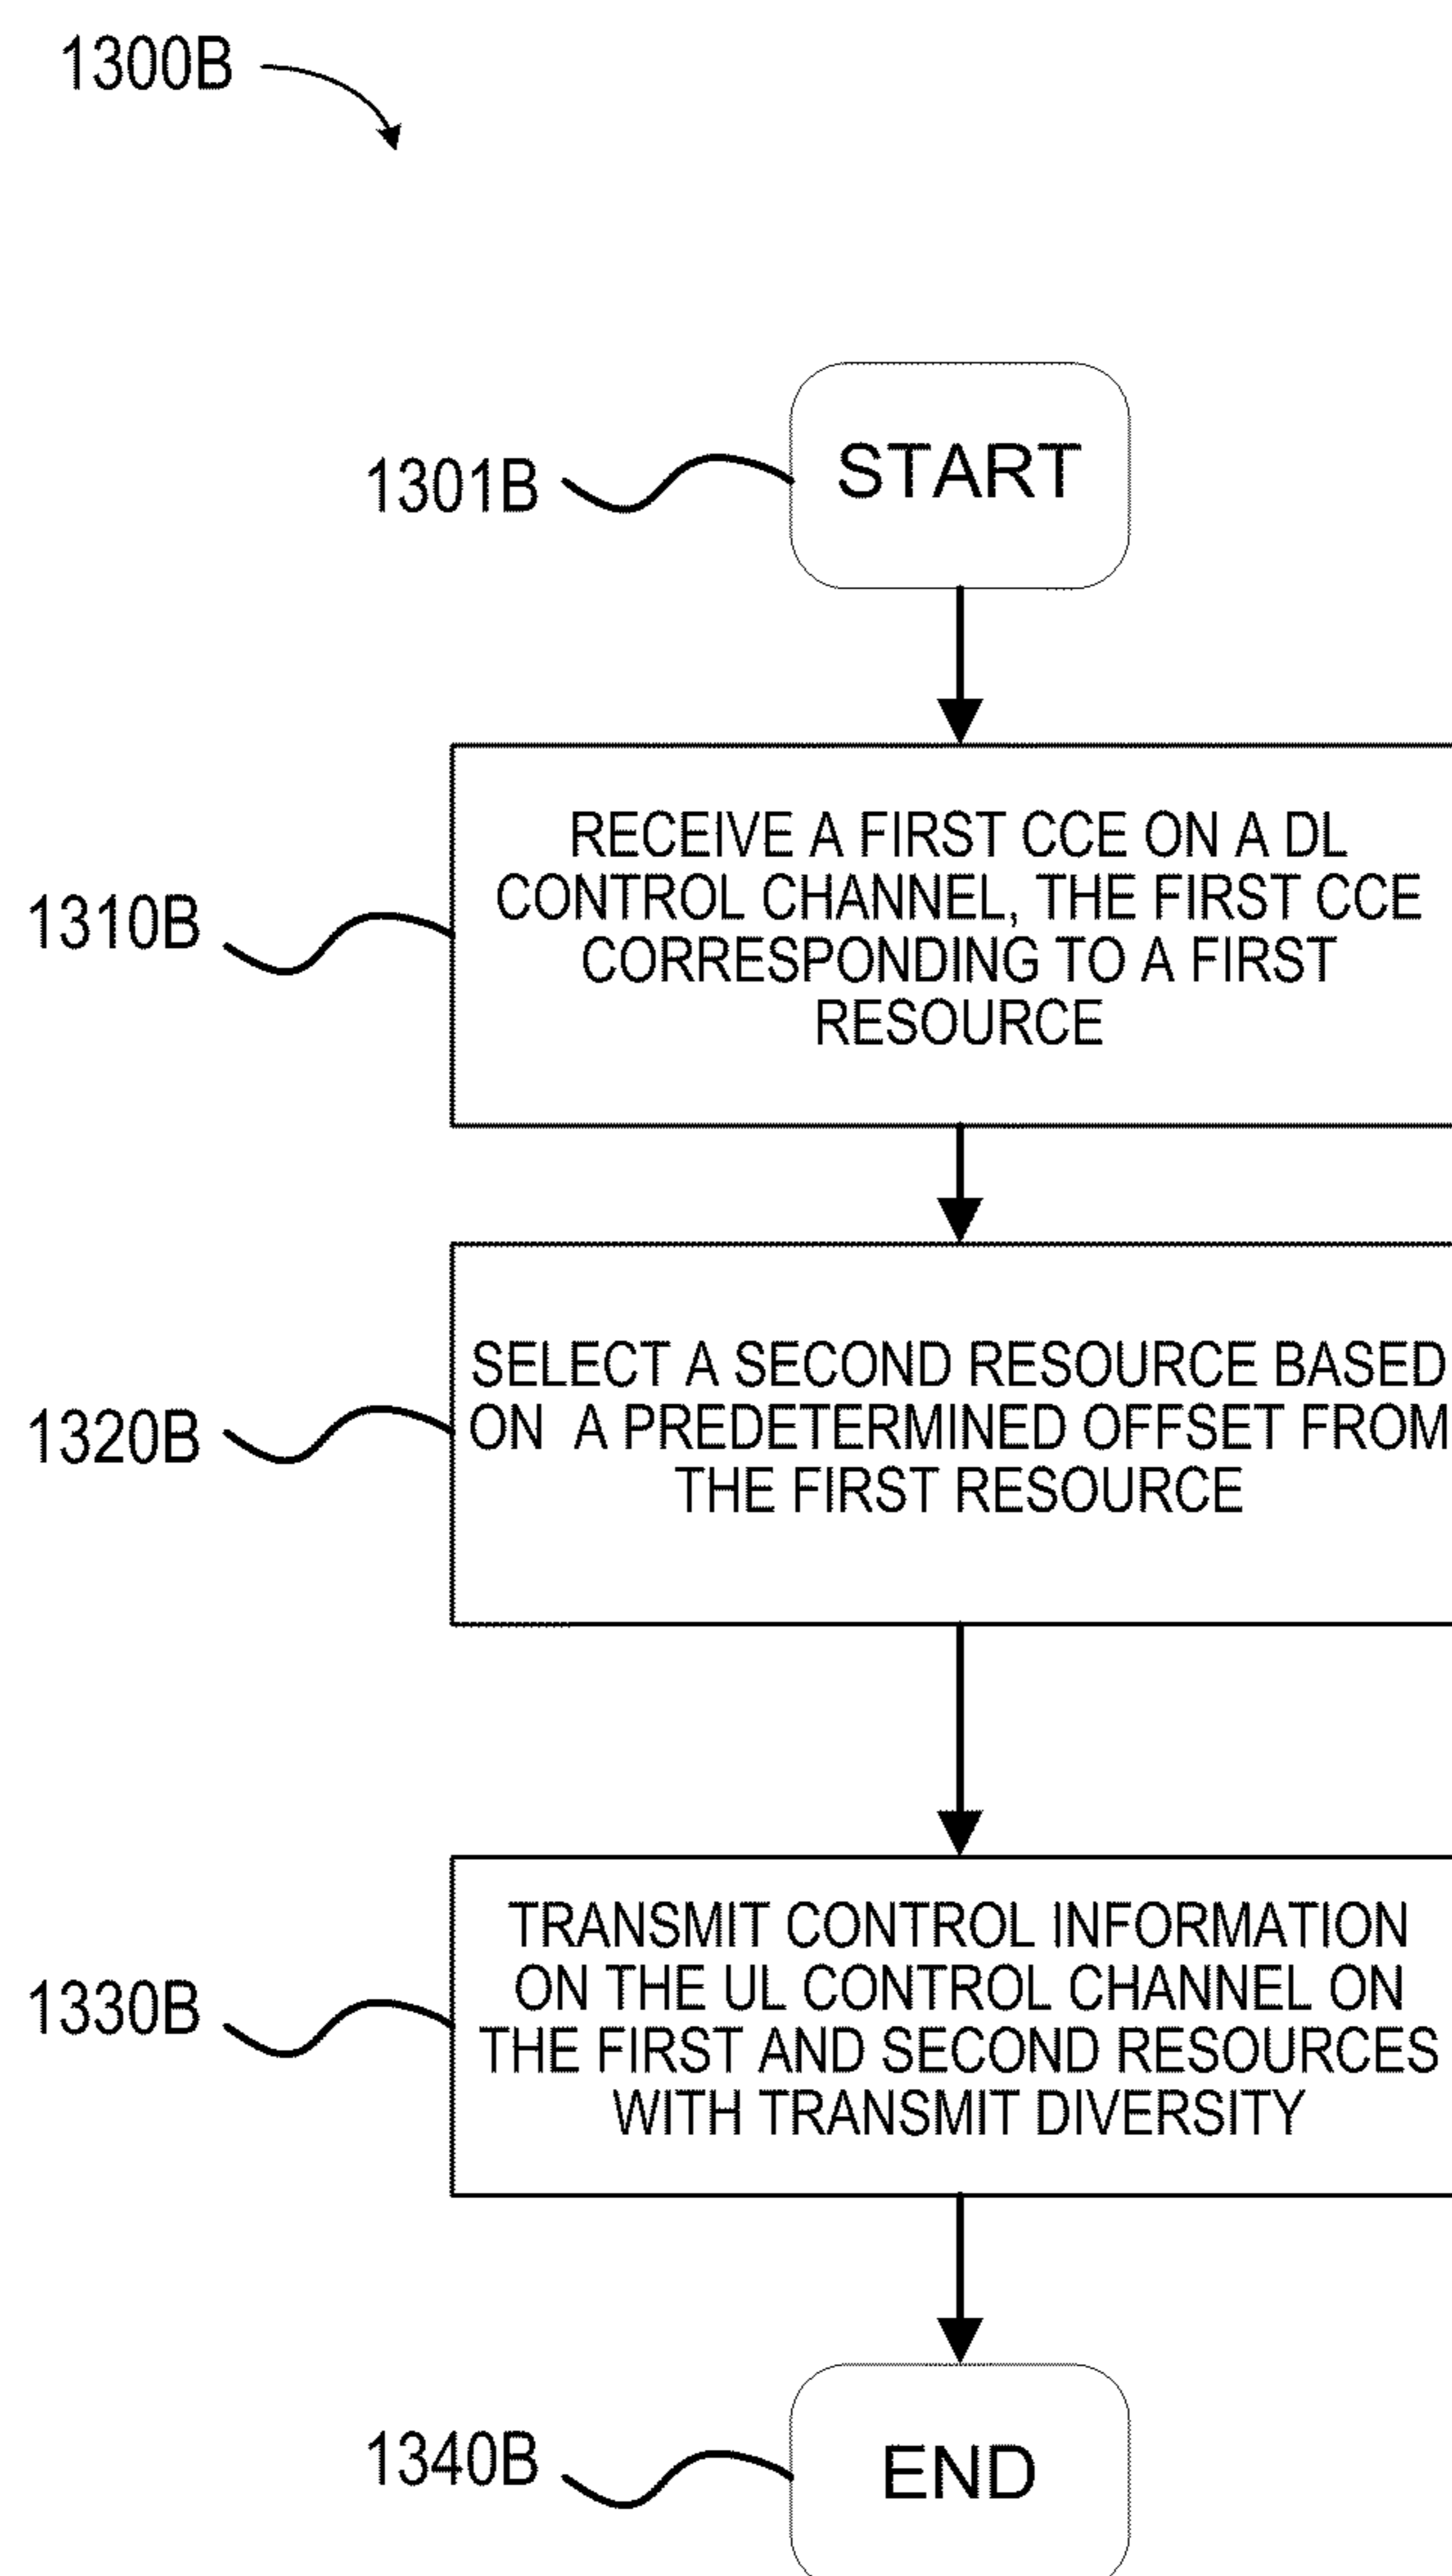 1300B
1301B
START
1310B
RECEIVE A FIRST CCE ON A DL
CONTROL CHANNEL, THE FIRST CCE
CORRESPONDING TO A FIRST
RESOURCE
1320B
SELECT A SECOND RESOURCE BASED
ON A PREDETERMINED OFFSET FROM
THE FIRST RESOURCE
1330B
TRANSMIT CONTROL INFORMATION
ON THE UL CONTROL CHANNEL ON
THE FIRST AND SECOND RESOURCES
WITH TRANSMIT DIVERSITY
1340B
END